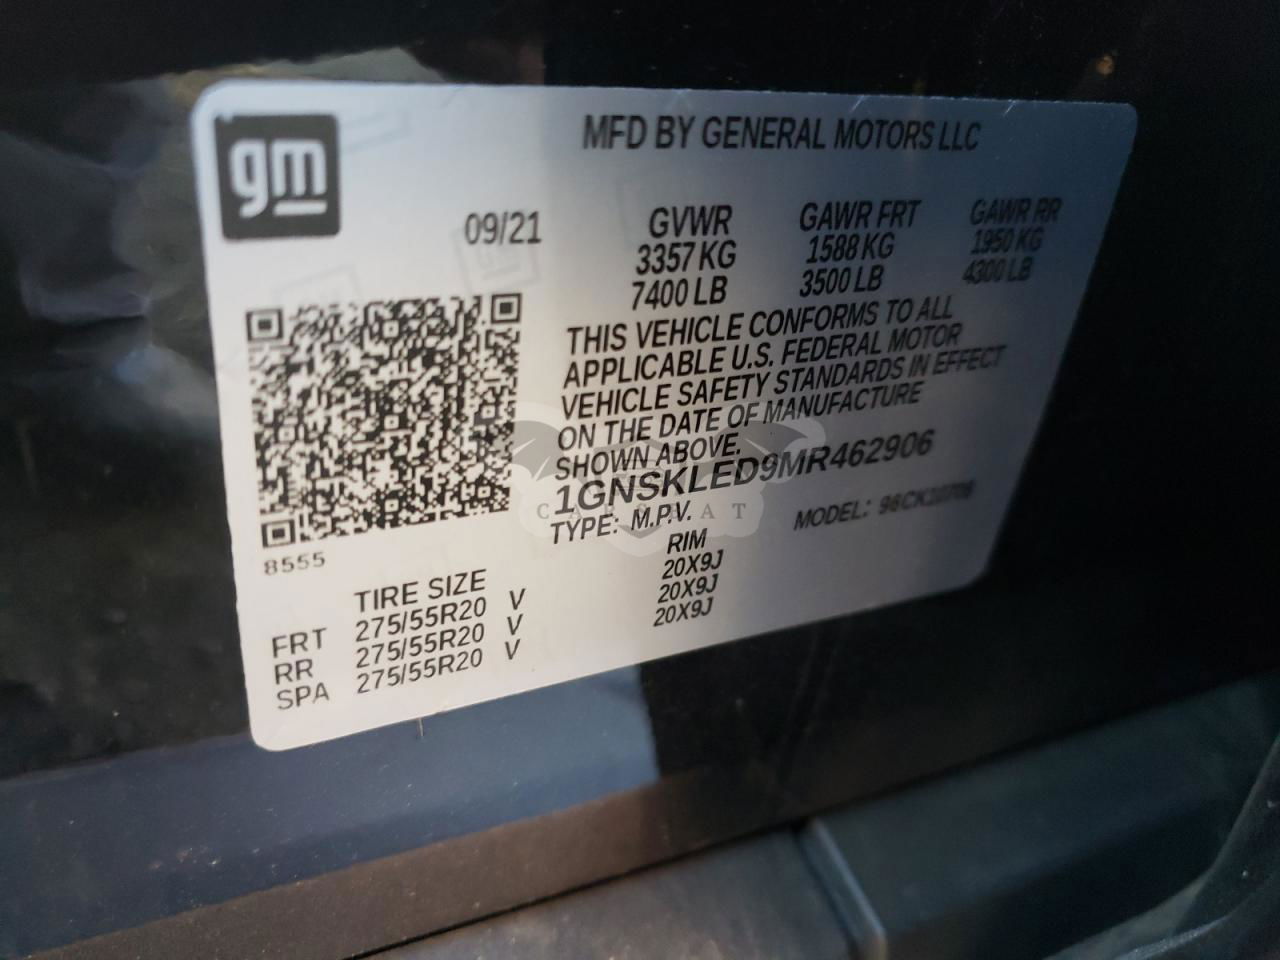 gm
MFD BY GENERAL MOTORS LLC
09/21
GVWR GAWR FRT GAWR RR
3357 KG 1588 KG 1950 KG
7400 LB 3500 LB 4300 LB
THIS VEHICLE CONFORMS TO ALL
APPLICABLE U.S. FEDERAL MOTOR
VEHICLE SAFETY STANDARDS IN EFFECT
ON THE DATE OF MANUFACTURE
SHOWN ABOVE.
1GNSKLED9MR462906
TYPE: M.P.V. MODEL:
8555
TIRE SIZE RIM
FRT 275/55R20 V 20X9J
RR 275/55R20 V 20X9J
SPA 275/55R20 V 20X9J